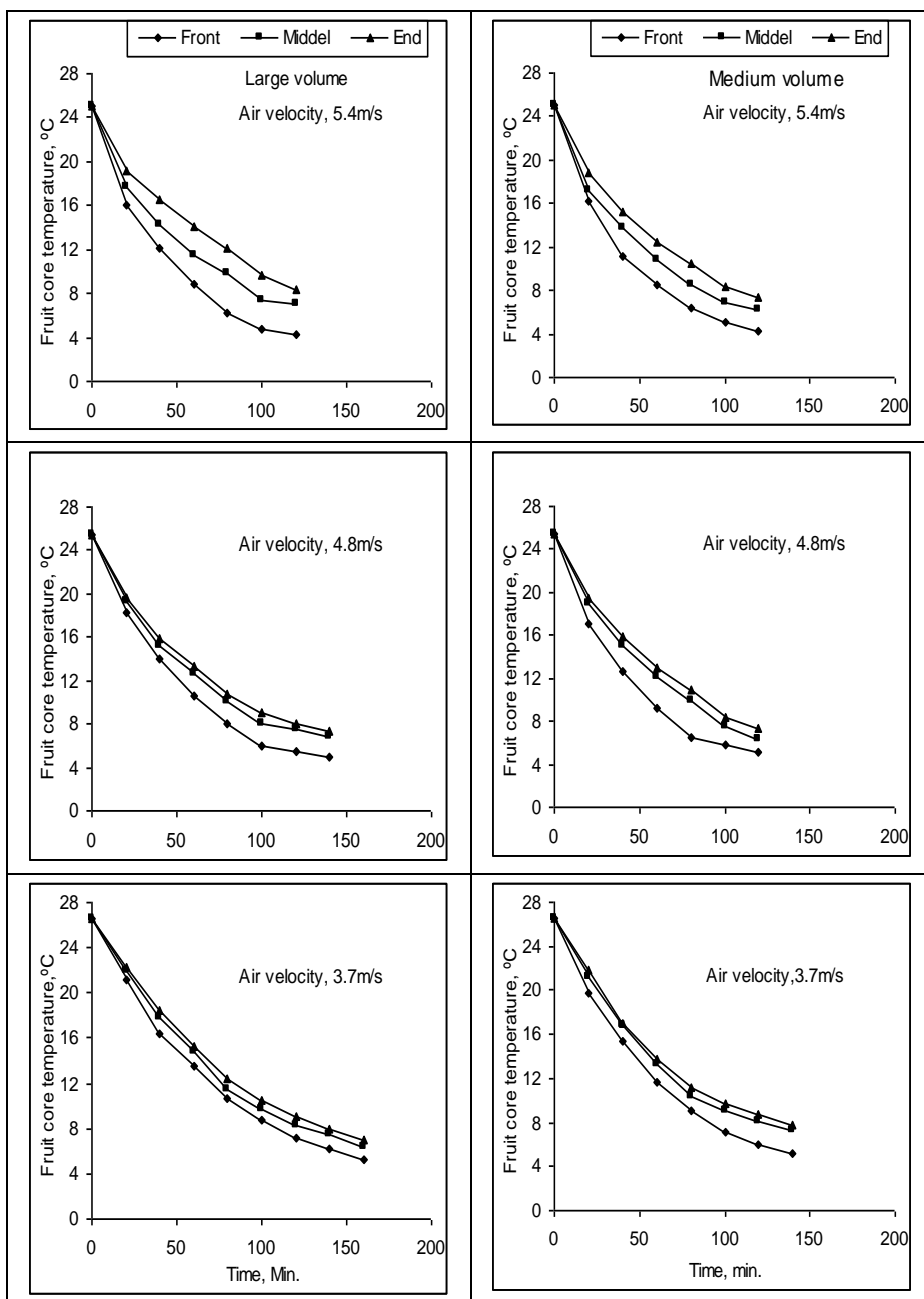 Front Middel End
Large volume
Air velocity, 5.4m/s
Fruit core temperature, ºC
28
24
20
16
12
8
4
0
0 50 100 150 200
Front Middel End
Medium volume
Air velocity, 5.4m/s
Fruit core temperature, ºC
28
24
20
16
12
8
4
0
0 50 100 150 200
Air velocity, 4.8m/s
Fruit core temperature, ºC
28
24
20
16
12
8
4
0
0 50 100 150 200
Air velocity, 4.8m/s
Fruit core temperature, ºC
28
24
20
16
12
8
4
0
0 50 100 150 200
Air velocity, 3.7m/s
Fruit core temperature,ºC
28
24
20
16
12
8
4
0
0 50 100 150 200
Time, Min.
Air velocity,3.7m/s
Fruit core temperature, ºC
28
24
20
16
12
8
4
0
0 50 100 150 200
Time, min.